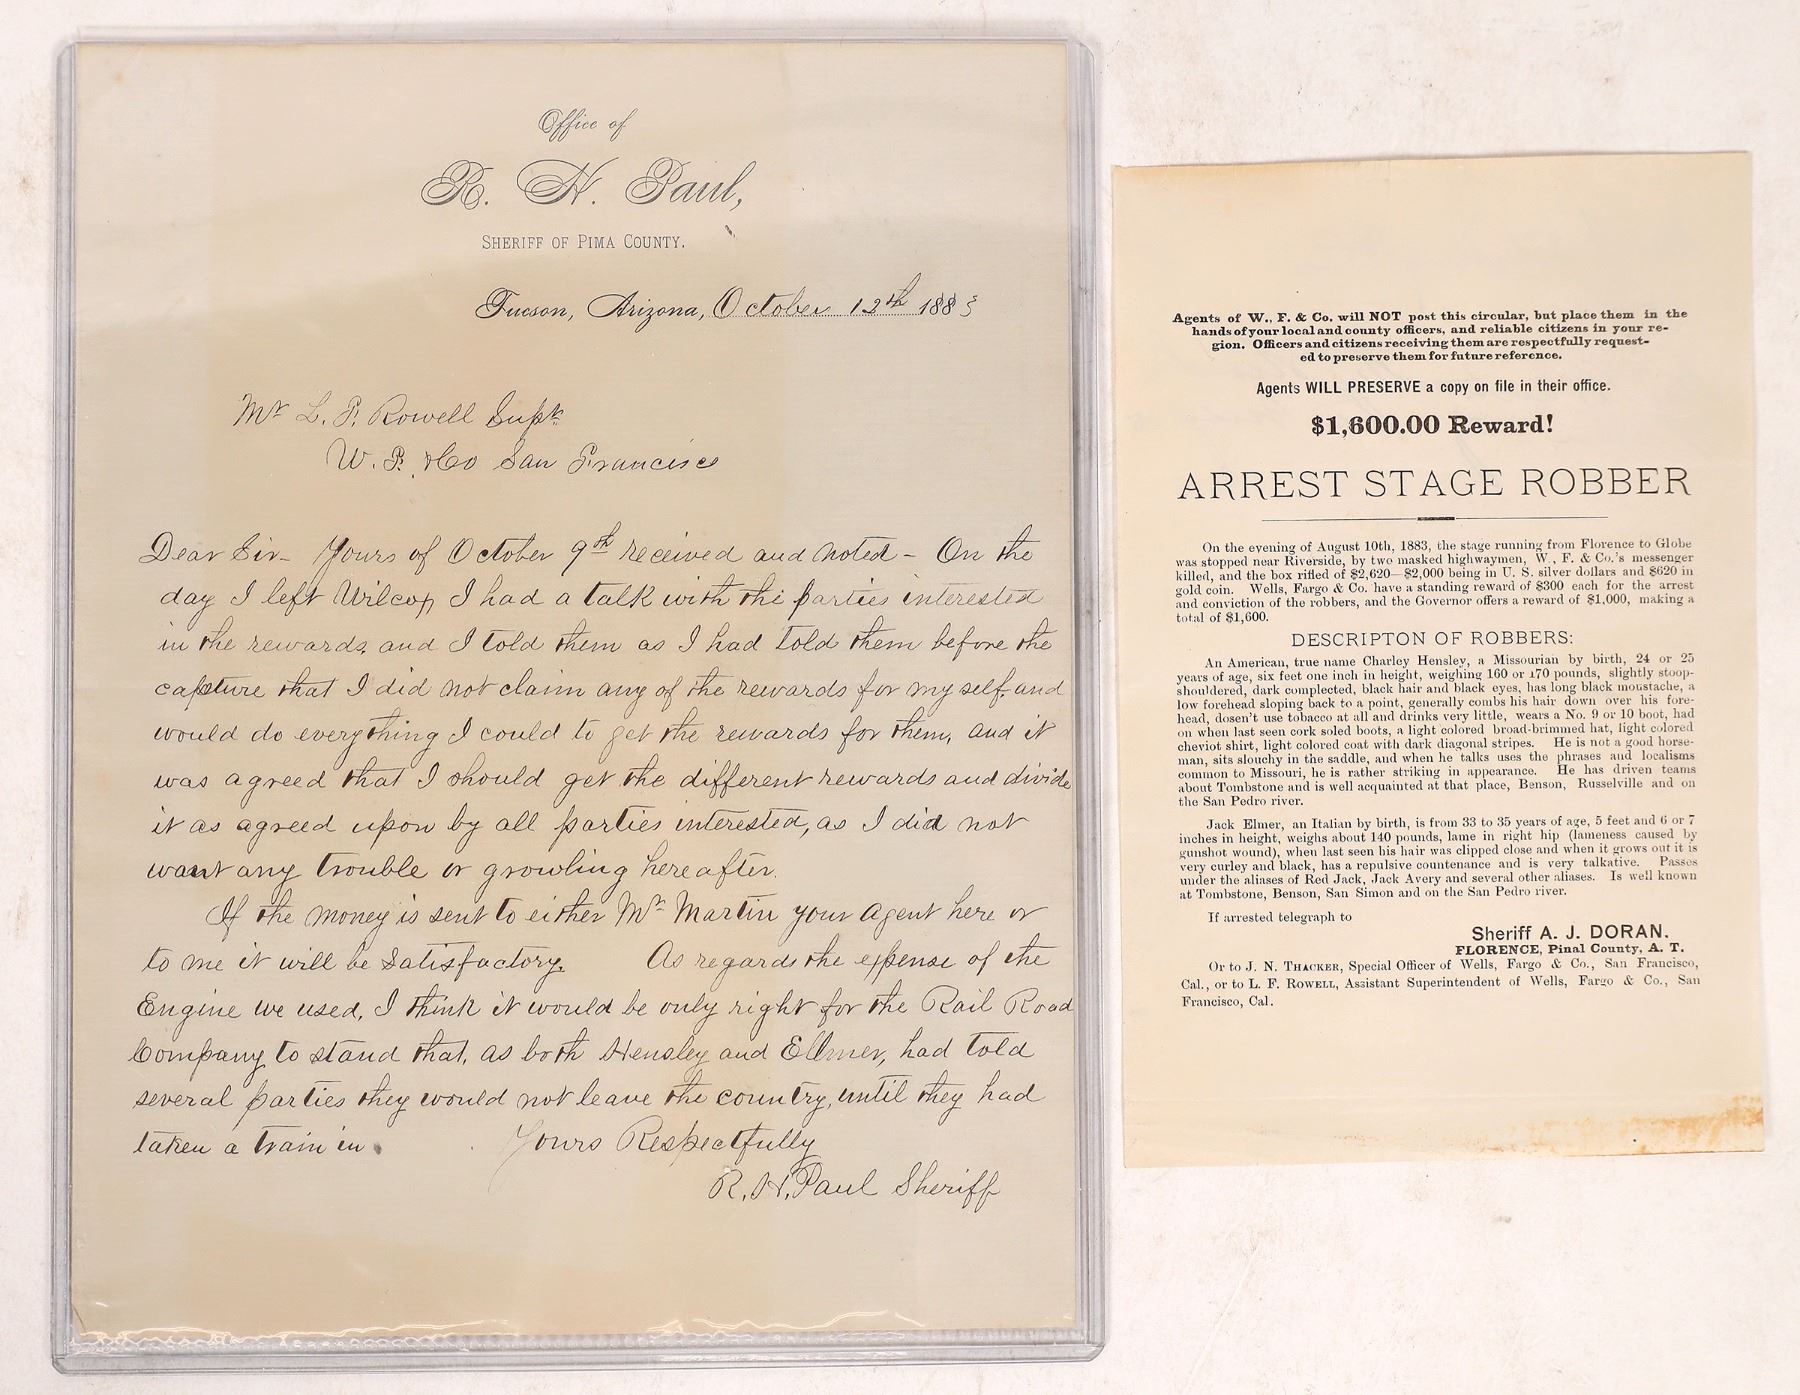 Office of
R. H. Paul,
SHERIFF OF PIMA COUNTY.
Tucson, Arizona, October 12th 1883
Mr L. F. Rowell Supt.
W. F. & Co San Francisco
Dear Sir - Yours of October 9th received and noted - On the
day I left Wilcox I had a talk with the parties interested
in the rewards, and I told them as I had told them before the
capture that I did not claim any of the rewards for my self, and
would do everything I could to get the rewards for them, and it
was agreed that I should get the different rewards and divide
it as agreed upon by all parties interested, as I did not
want any trouble or growling hereafter.
If the money is sent to either Mr Martin your Agent here or
to me it will be Satisfactory. As regards the expense of the
Engine we used, I think it would be only right for the Rail Road
Company to stand that, as both Hensley and Ellmer, had told
several parties they would not leave the country, until they had
taken a train in.
Yours Respectfully
R. H. Paul Sheriff
Agents of W., F. & Co. will NOT post this circular, but place them in the
hands of your local and county officers, and reliable citizens in your re-
gion. Officers and citizens receiving them are respectfully request-
ed to preserve them for future reference.
Agents WILL PRESERVE a copy on file in their office.
$1,600.00 Reward!
ARREST STAGE ROBBER
On the evening of August 10th, 1883, the stage running from Florence to Globe
was stopped near Riverside, by two masked highwaymen, W., F. & Co.'s messenger
killed, and the box rifled of $2,620—$2,000 being in U. S. silver dollars and $620 in
gold coin. Wells, Fargo & Co. have a standing reward of $300 each for the arrest
and conviction of the robbers, and the Governor offers a reward of $1,000, making a
total of $1,600.
DESCRIPTON OF ROBBERS:
An American, true name Charley Hensley, a Missourian by birth, 24 or 25
years of age, six feet one inch in height, weighing 160 or 170 pounds, slightly stoop-
shouldered, dark complected, black hair and black eyes, has long black moustache, a
low forehead sloping back to a point, generally combs his hair down over his fore-
head, dosen't use tobacco at all and drinks very little, wears a No. 9 or 10 boot, had
on when last seen cork soled boots, a light colored broad-brimmed hat, light colored
cheviot shirt, light colored coat with dark diagonal stripes. He is not a good horse-
man, sits slouchy in the saddle, and when he talks uses the phrases and localisms
common to Missouri, he is rather striking in appearance. He has driven teams
about Tombstone and is well acquainted at that place, Benson, Russelville and on
the San Pedro river.
Jack Elmer, an Italian by birth, is from 33 to 35 years of age, 5 feet and 6 or 7
inches in height, weighs about 140 pounds, lame in right hip (lameness caused by
gunshot wound), when last seen his hair was clipped close and when it grows out it is
very curley and black, has a repulsive countenance and is very talkative. Passes
under the aliases of Red Jack, Jack Avery and several other aliases. Is well known
at Tombstone, Benson, San Simon and on the San Pedro river.
If arrested telegraph to
Sheriff A. J. DORAN.
FLORENCE, Pinal County, A. T.
Or to J. N. THACKER, Special Officer of Wells, Fargo & Co., San Francisco,
Cal., or to L. F. ROWELL, Assistant Superintendent of Wells, Fargo & Co., San
Francisco, Cal.